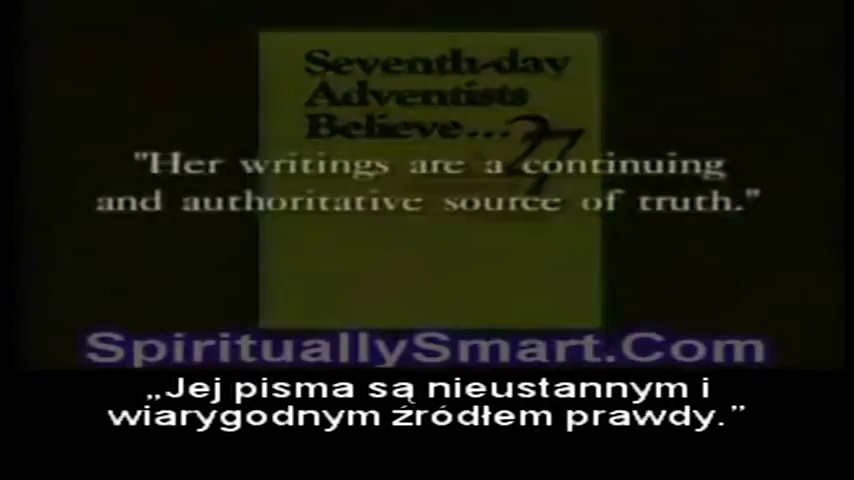 Seventh-day
Adventists
Believe...
27
"Her writings are a continuing
and authoritative source of truth."
SpirituallySmart.Com
„Jej pisma są nieustannym i
wiarygodnym źródłem prawdy.”